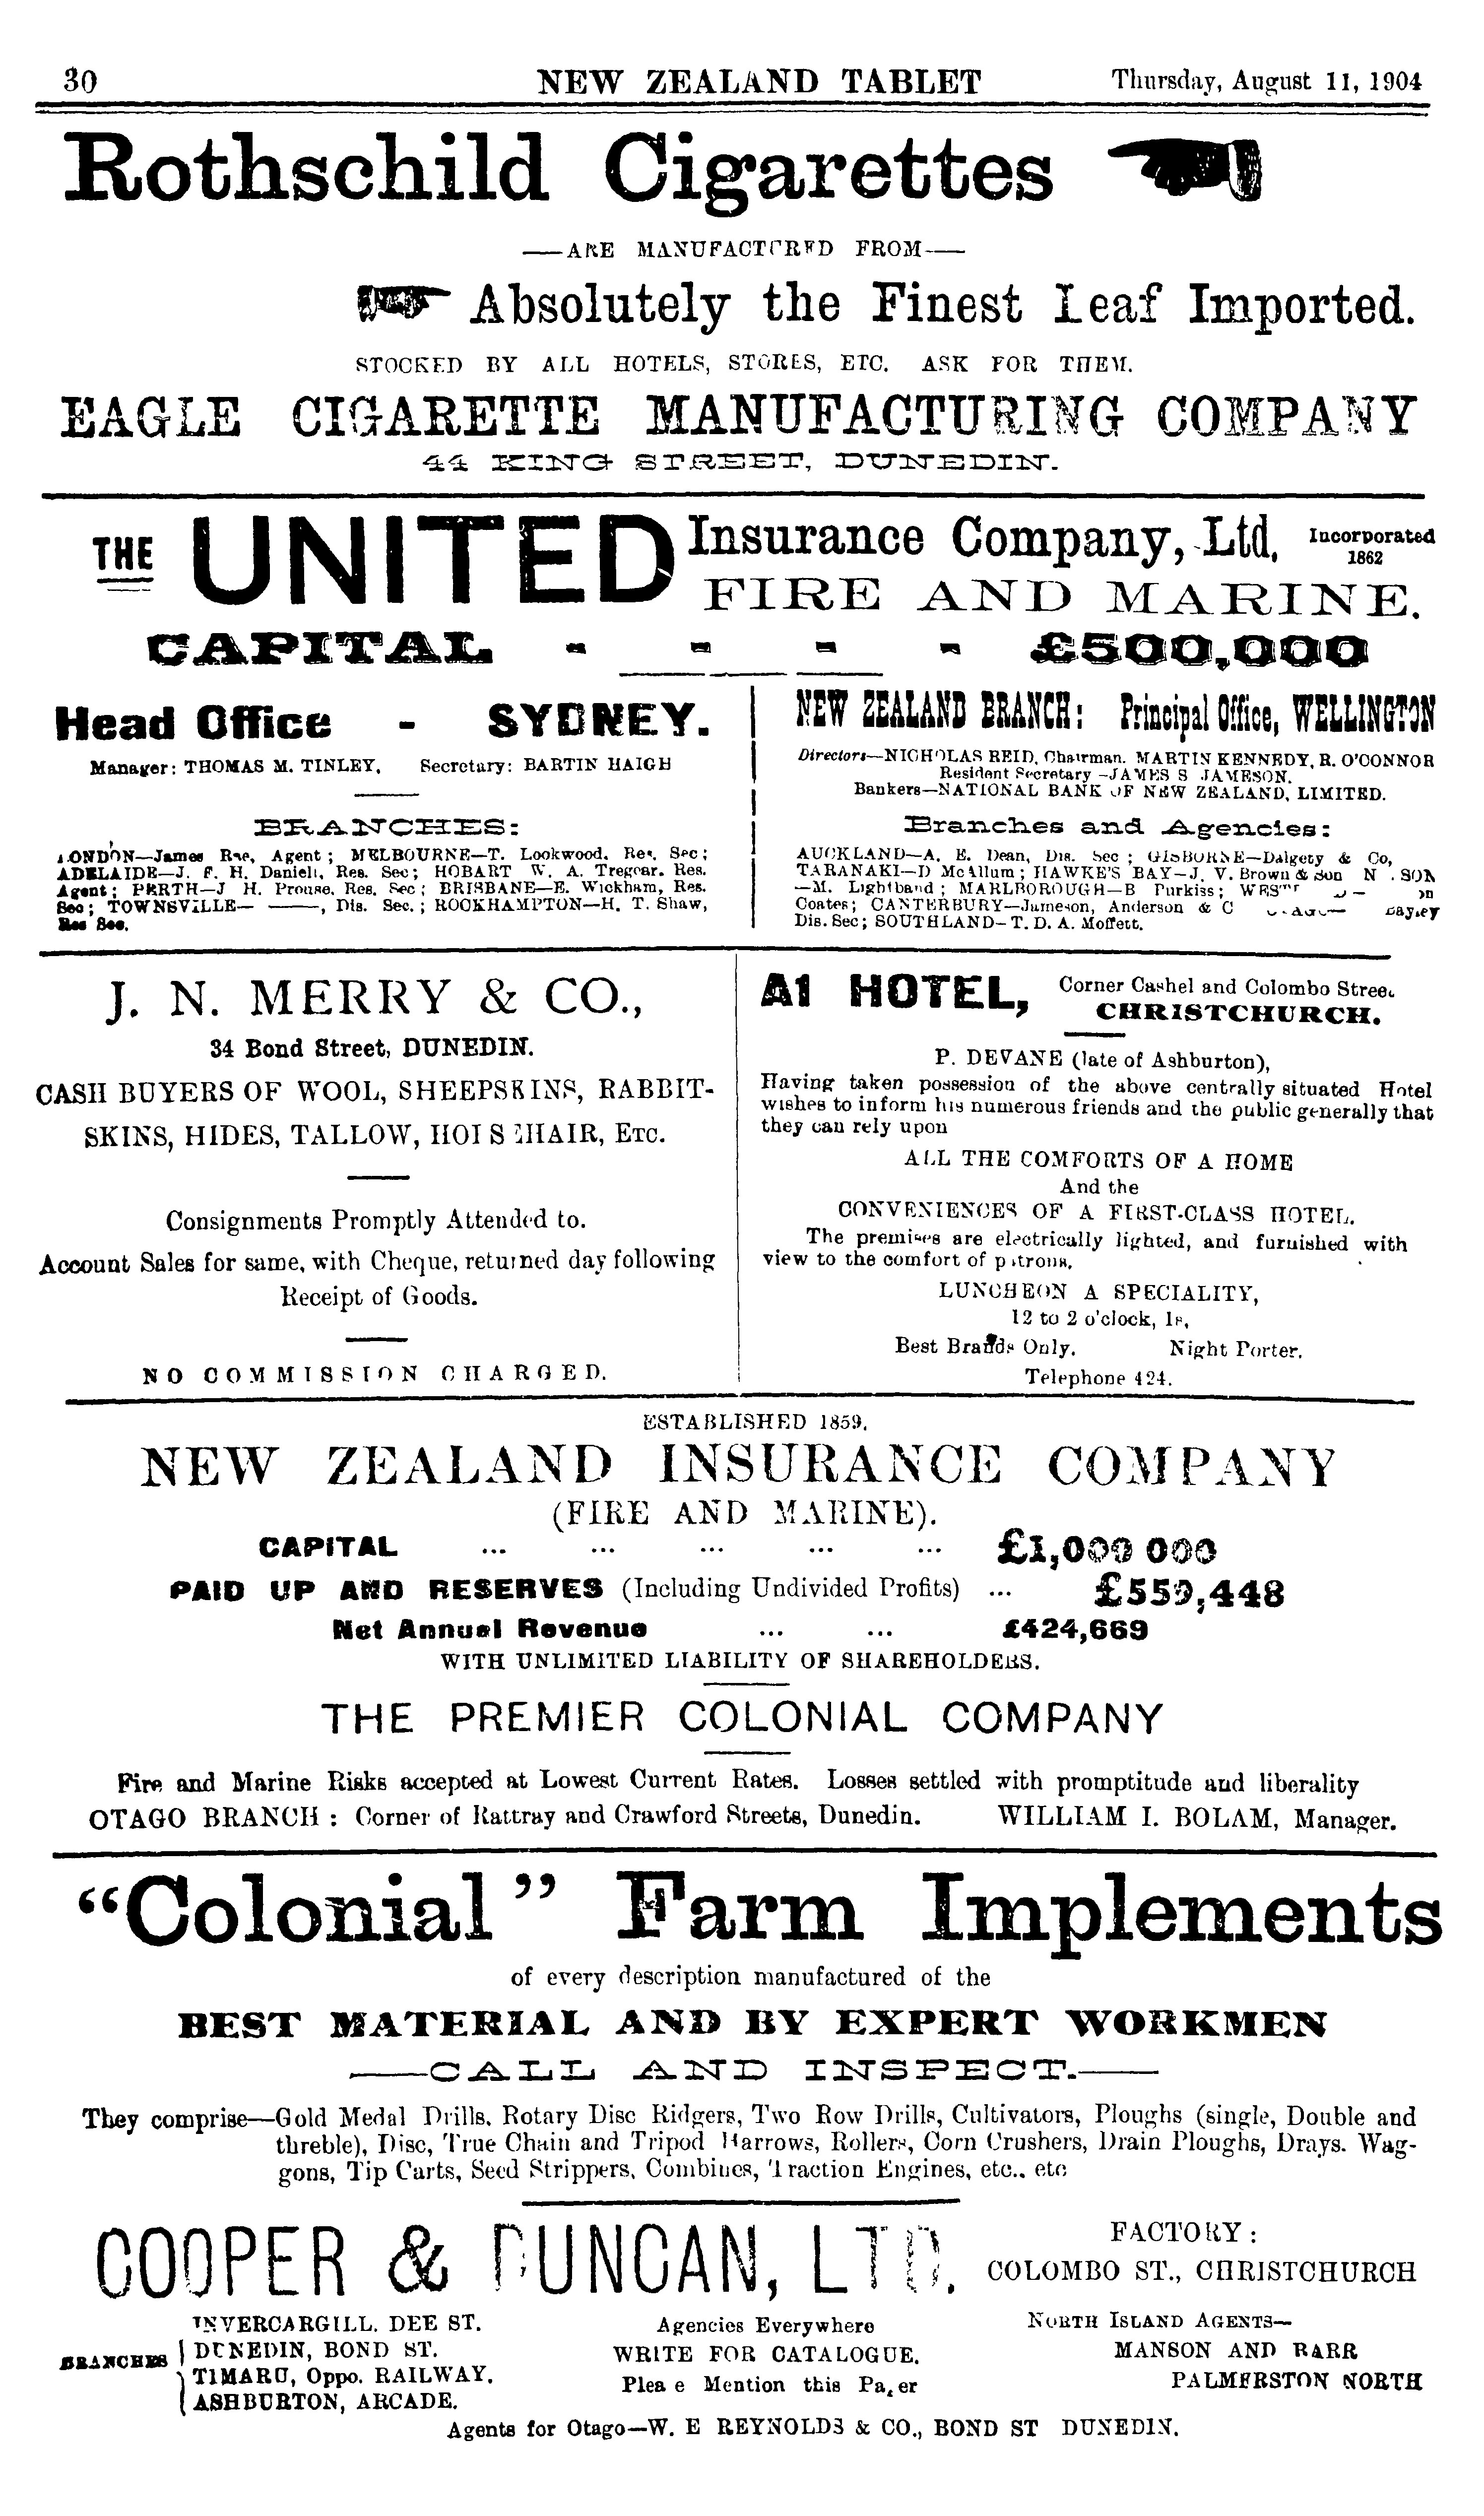 30 NEW ZEALAND TABLET Thursday, August 11, 1904
Rothschild Cigarettes
—ARE MANUFACTURED FROM—
Absolutely the Finest Leaf Imported.
STOCKED BY ALL HOTELS, STORES, ETC. ASK FOR THEM.
EAGLE CIGARETTE MANUFACTURING COMPANY
44 KING STREET, DUNEDIN.
THE UNITED Insurance Company, Ltd. Incorporated 1862
FIRE AND MARINE.
CAPITAL - - - - £500,000
Head Office - SYDNEY.
Manager: THOMAS M. TINLEY. Secretary: BARTIN HAIGH
BRANCHES:
LONDON—James Rae, Agent; MELBOURNE—T. Lookwood, Res. Sec;
ADELAIDE—J. F. H. Daniell, Res. Sec; HOBART W. A. Tregear. Res.
Agent; PERTH—J H. Prouse, Res. Sec; BRISBANE—E. Wickham, Res.
Sec; TOWNSVILLE— ——, Dis. Sec.; ROCKHAMPTON—H. T. Shaw,
Res Sec.
NEW ZEALAND BRANCH: Principal Office, WELLINGTON
Directors—NICHOLAS REID, Chairman. MARTIN KENNEDY, R. O'CONNOR
Resident Secretary—JAMES S JAMESON.
Bankers—NATIONAL BANK OF NEW ZEALAND, LIMITED.
Branches and Agencies:
AUCKLAND—A. E. Dean, Dis. Sec; GISBORNE—Dalgety & Co,
TARANAKI—D McAllum; HAWKE'S BAY—J. V. Brown & Son
—M. Lightband; MARLBOROUGH—B Purkiss;
Coates; CANTERBURY—Jameson, Anderson & C Bayley
Dis. Sec; SOUTHLAND—T. D. A. Moffett.
J. N. MERRY & CO.,
34 Bond Street, DUNEDIN.
CASH BUYERS OF WOOL, SHEEPSKINS, RABBIT-
SKINS, HIDES, TALLOW, HORSEHAIR, ETC.
Consignments Promptly Attended to.
Account Sales for same, with Cheque, returned day following
Receipt of Goods.
NO COMMISSION CHARGED.
A1 HOTEL, Corner Cashel and Colombo Street
CHRISTCHURCH.
P. DEVANE (late of Ashburton),
Having taken possession of the above centrally situated Hotel
wishes to inform his numerous friends and the public generally that
they can rely upon
ALL THE COMFORTS OF A HOME
And the
CONVENIENCES OF A FIRST-CLASS HOTEL.
The premises are electrically lighted, and furnished with
view to the comfort of patrons.
LUNCHEON A SPECIALITY,
12 to 2 o'clock, 1s,
Best Brands Only. Night Porter.
Telephone 424.
ESTABLISHED 1859.
NEW ZEALAND INSURANCE COMPANY
(FIRE AND MARINE).
CAPITAL ... ... ... ... ... £1,000 000
PAID UP AND RESERVES (Including Undivided Profits) ... £559,448
Net Annual Revenue ... ... £424,669
WITH UNLIMITED LIABILITY OF SHAREHOLDERS.
THE PREMIER COLONIAL COMPANY
Fire and Marine Risks accepted at Lowest Current Rates. Losses settled with promptitude and liberality
OTAGO BRANCH: Corner of Rattray and Crawford Streets, Dunedin. WILLIAM I. BOLAM, Manager.
"Colonial" Farm Implements
of every description manufactured of the
BEST MATERIAL AND BY EXPERT WORKMEN
—CALL AND INSPECT.—
They comprise—Gold Medal Drills. Rotary Disc Ridgers, Two Row Drills, Cultivators, Ploughs (single, Double and
threble), Disc, True Chain and Tripod Harrows, Rollers, Corn Crushers, Drain Ploughs, Drays. Wag-
gons, Tip Carts, Seed Strippers, Combines, Traction Engines, etc., etc
COOPER & DUNCAN, LTD. FACTORY:
COLOMBO ST., CHRISTCHURCH
BRANCHES
INVERCARGILL. DEE ST.
DUNEDIN, BOND ST.
TIMARU, Oppo. RAILWAY.
ASHBURTON, ARCADE.
Agencies Everywhere
WRITE FOR CATALOGUE.
Please Mention this Paper
NORTH ISLAND AGENTS—
MANSON AND BARR
PALMERSTON NORTH
Agents for Otago—W. E REYNOLDS & CO., BOND ST DUNEDIN.